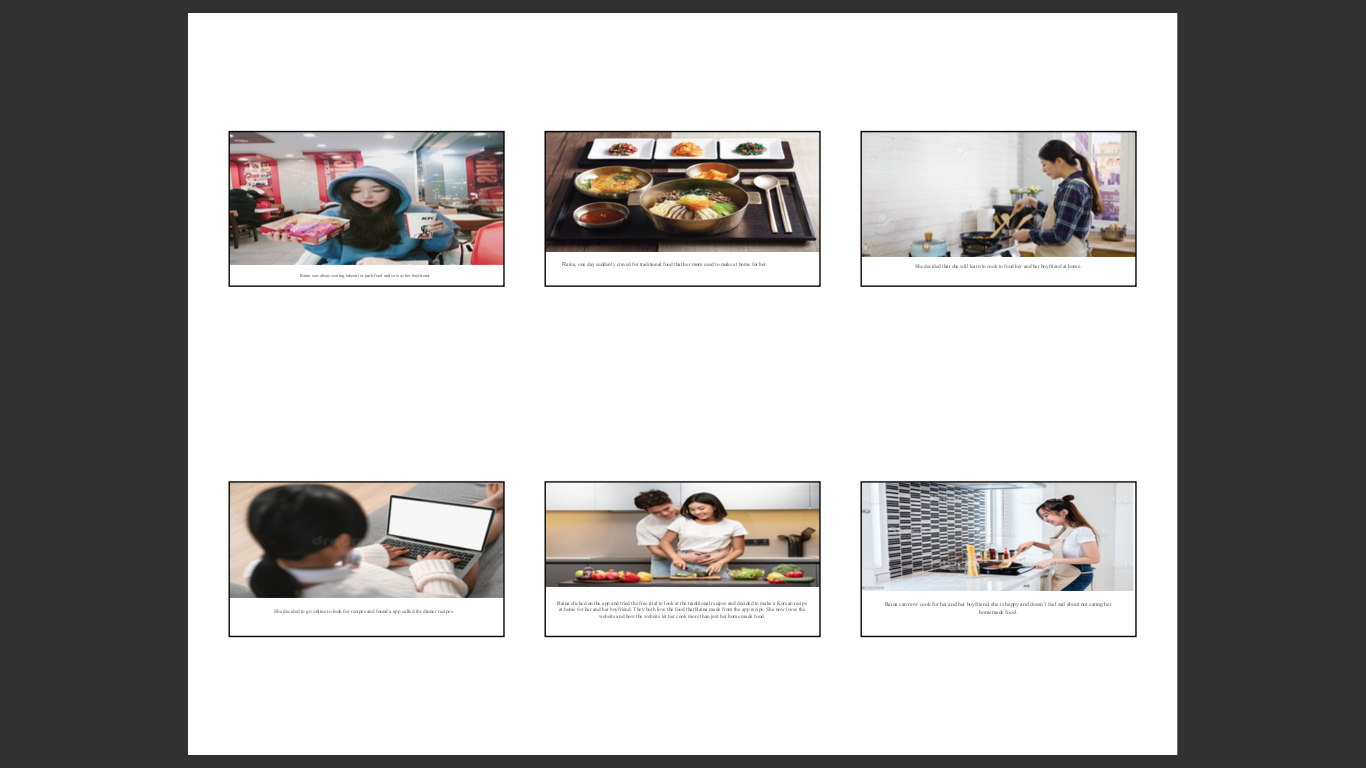 KFC
Raina was always eating takeout or junk food and so was her boyfriend.
Raina, one day suddenly craved for traditional food that her mom used to make at home for her.
She decided that she will learn to cook to food her and her boyfriend at home.
She decided to go online to look for recipes and found a app called for dinner recipes.
Raina clicked on the app and tried the free trial to look at the traditional recipes and decided to make a Korean recipe
at home for her and her boyfriend. They both love the food that Raina made from the app recipe. She now loves the
website and how the website let her cook more than just her homemade food.
Raina can now cook for her and her boyfriend, she is happy and doesn't feel sad about not eating her
homemade food.